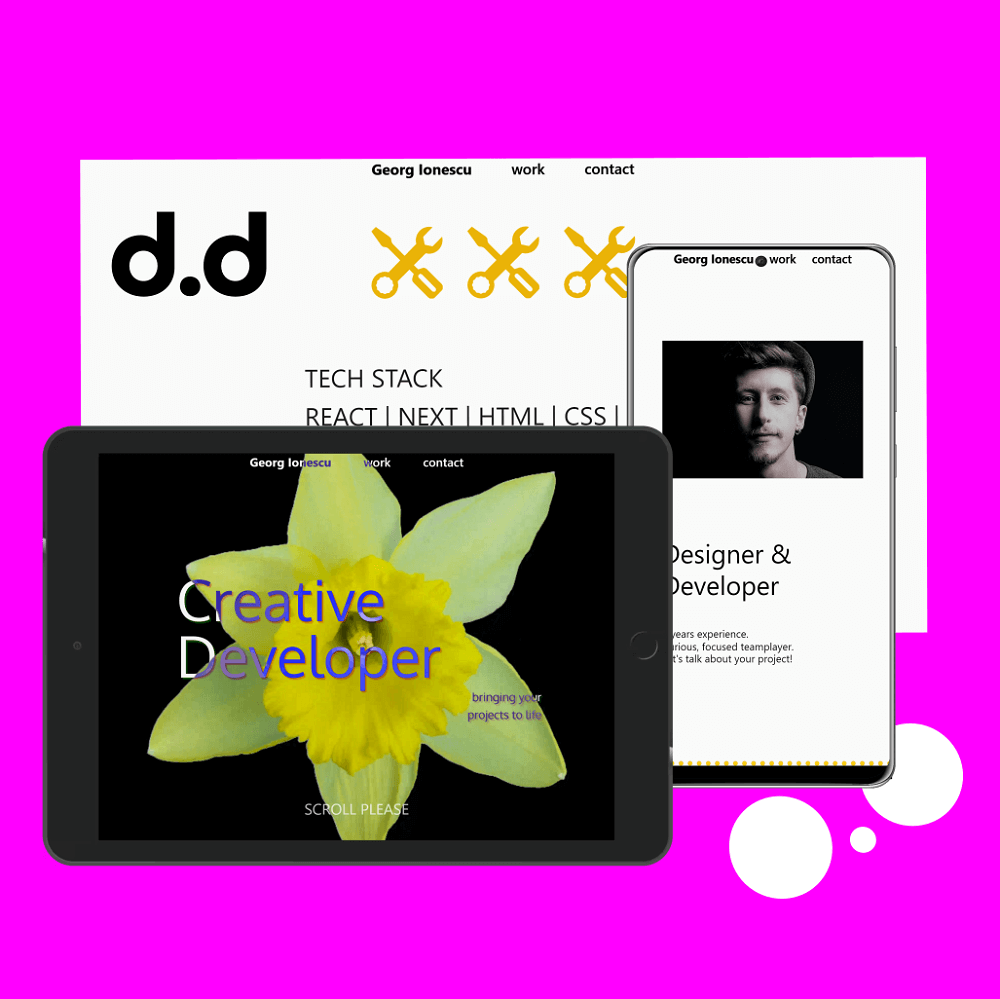 Georg Ionescu work contact
d.d
TECH STACK
REACT | NEXT | HTML | CSS |
Georg Ionescu work contact
Designer &
Developer
years experience.
, focused teamplayer.
talk about your project!
Georg Ionescu work contact
Creative
Developer
bringing your
projects to life
SCROLL PLEASE